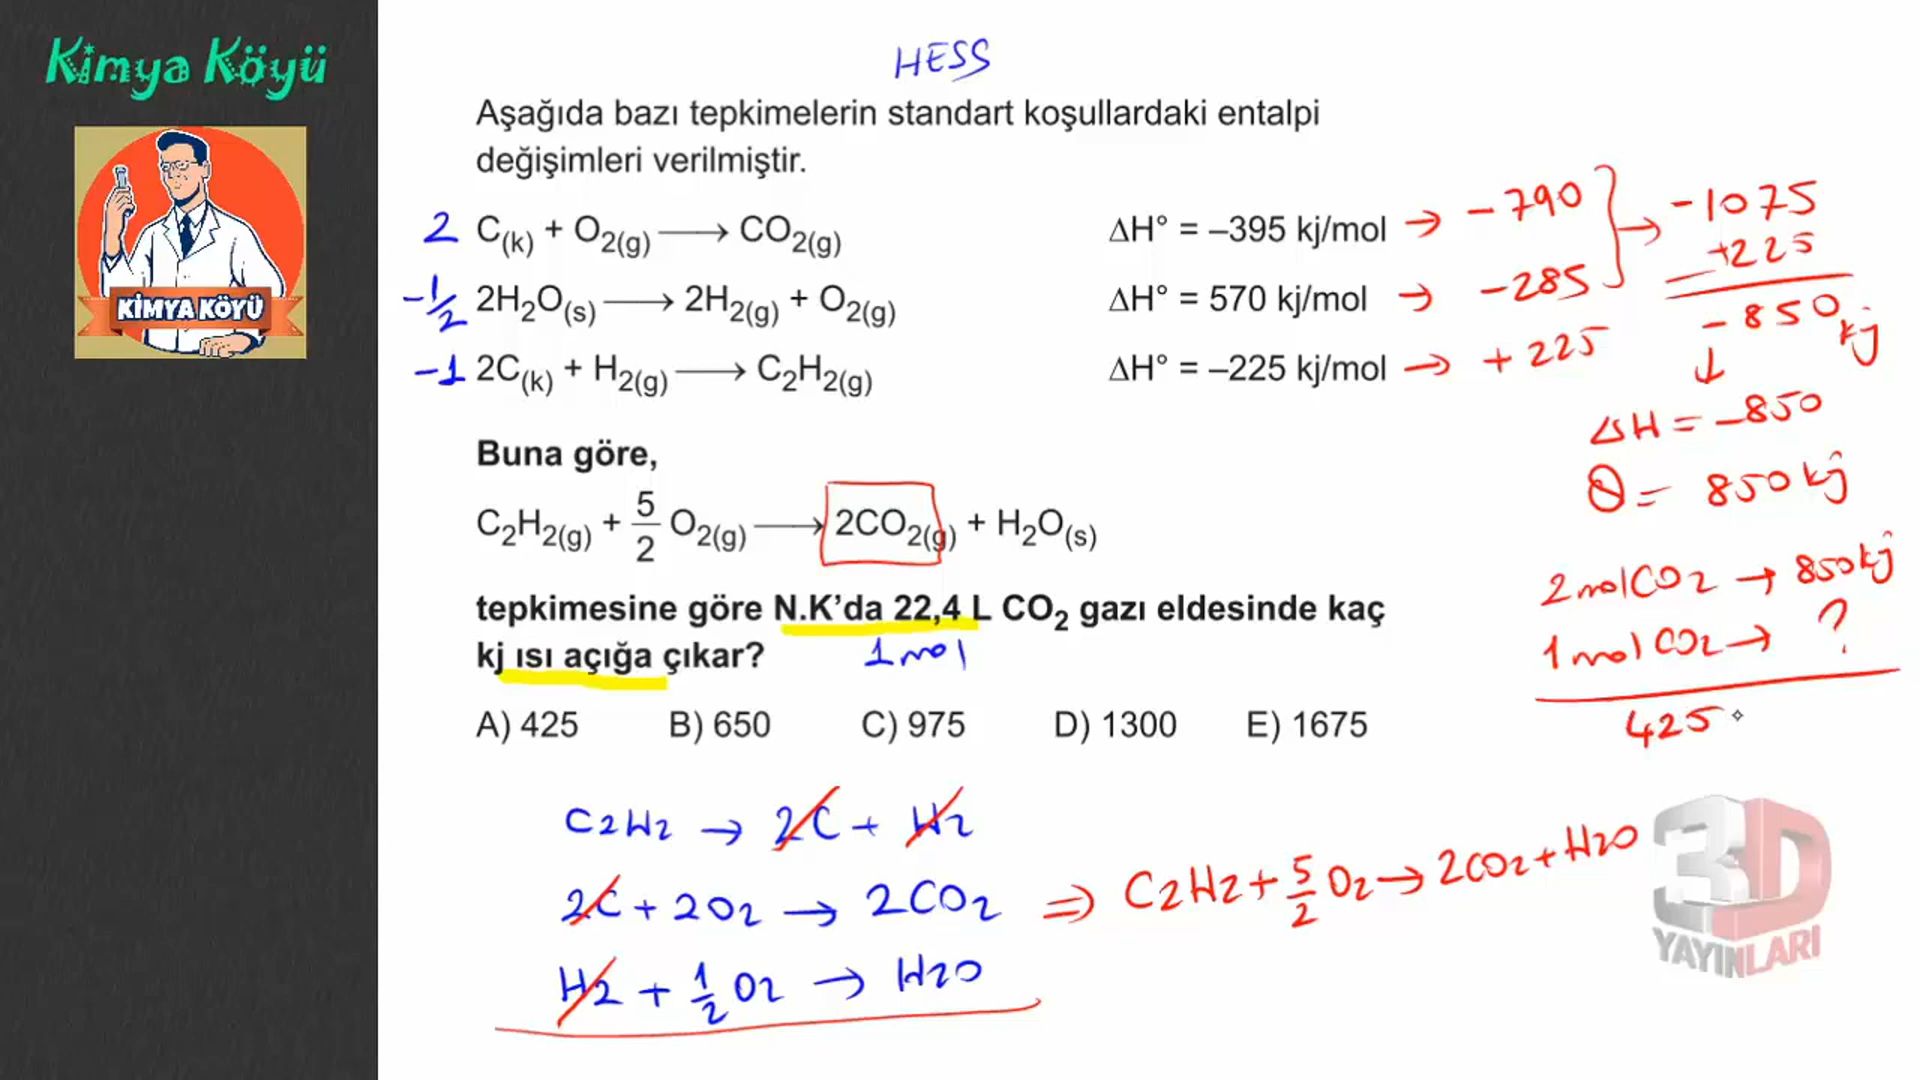 Kimya Köyü
KİMYA KÖYÜ
HESS
Aşağıda bazı tepkimelerin standart koşullardaki entalpi
değişimleri verilmiştir.
2 C(k) + O2(g) ⟶ CO2(g) ΔH° = –395 kj/mol → -790
-1/2 2H2O(s) ⟶ 2H2(g) + O2(g) ΔH° = 570 kj/mol → -285
-1 2C(k) + H2(g) ⟶ C2H2(g) ΔH° = –225 kj/mol → +225
→ -1075
+225
-850 kj
↓
ΔH = -850
Q = 850 kj
Buna göre,
C2H2(g) + 5/2 O2(g) ⟶ 2CO2(g) + H2O(s)
tepkimesine göre N.K’da 22,4 L CO2 gazı eldesinde kaç
kj ısı açığa çıkar?
1 mol
2 mol CO2 → 850 kj
1 mol CO2 → ?
425
A) 425 B) 650 C) 975 D) 1300 E) 1675
C2H2 → 2C + H2
2C + 2O2 → 2CO2
H2 + 1/2 O2 → H2O
⇒ C2H2 + 5/2 O2 → 2CO2 + H2O
3D
YAYINLARI